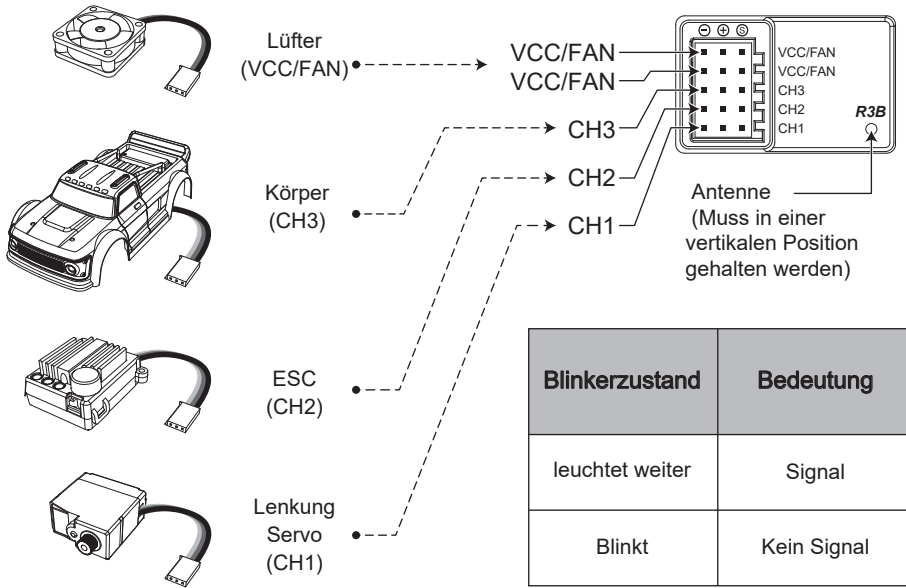 Lüfter
(VCC/FAN)
VCC/FAN
VCC/FAN
CH3
CH2
CH1
VCC/FAN
VCC/FAN
CH3
CH2
CH1
R3B
Antenne
(Muss in einer
vertikalen Position
gehalten werden)
Körper
(CH3)
ESC
(CH2)
Lenkung
Servo
(CH1)
Blinkerzustand Bedeutung
leuchtet weiter Signal
Blinkt Kein Signal